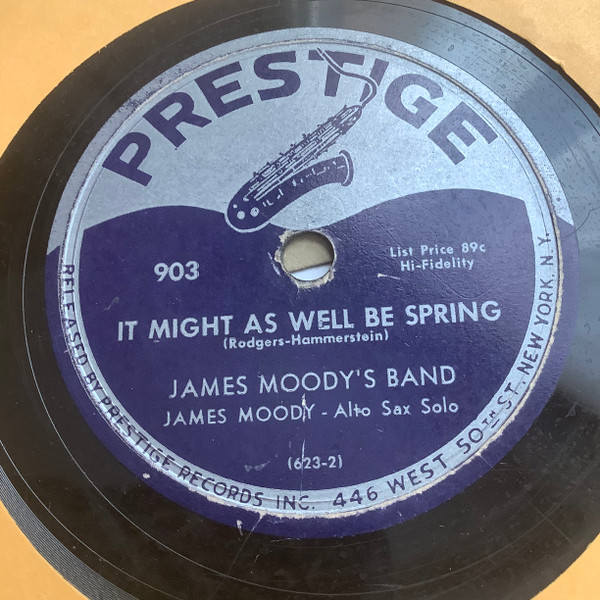 PRESTIGE
903
List Price 89c
Hi-Fidelity
IT MIGHT AS WELL BE SPRING
(Rodgers-Hammerstein)
JAMES MOODY'S BAND
JAMES MOODY - Alto Sax Solo
(623-2)
RELEASED BY PRESTIGE RECORDS INC. 446 WEST 50TH ST. NEW YORK, N.Y.